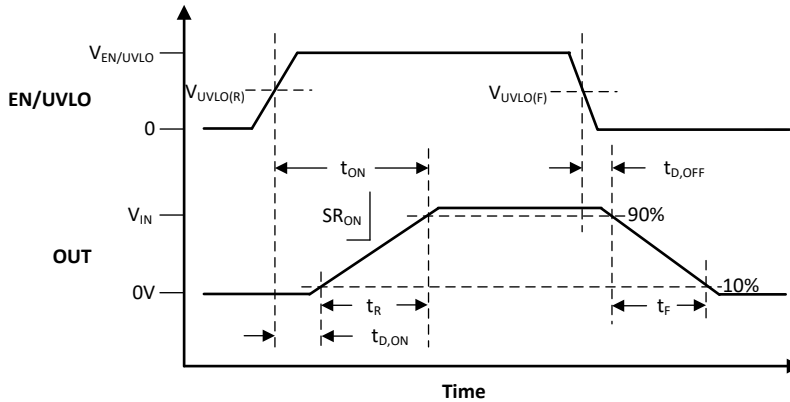 V_EN/UVLO
EN/UVLO
V_UVLO(R)
V_UVLO(F)
0
t_ON
t_D,OFF
V_IN
SR_ON
90%
OUT
0V
10%
t_R
t_F
t_D,ON
Time